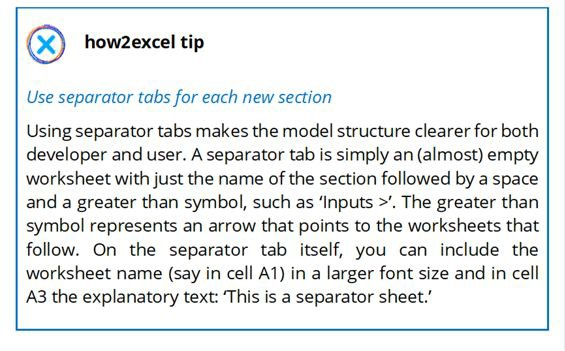 how2excel tip
Use separator tabs for each new section
Using separator tabs makes the model structure clearer for both
developer and user. A separator tab is simply an (almost) empty
worksheet with just the name of the section followed by a space
and a greater than symbol, such as ‘Inputs >’. The greater than
symbol represents an arrow that points to the worksheets that
follow. On the separator tab itself, you can include the
worksheet name (say in cell A1) in a larger font size and in cell
A3 the explanatory text: ‘This is a separator sheet.’